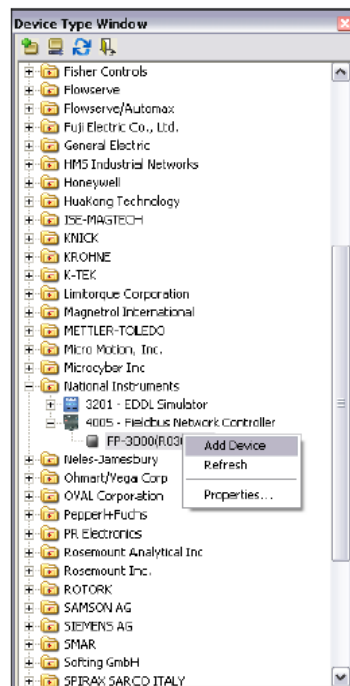 Device Type Window
Fisher Controls
Flowserve
Flowserve/Automax
Fuji Electric Co., Ltd.
General Electric
HMS Industrial Networks
Honeywell
HuaKong Technology
ISE-MAGTECH
KNICK
KROHNE
K-TEK
Limitorque Corporation
Magnetrol International
METTLER-TOLEDO
Micro Motion, Inc.
Microcyber Inc
National Instruments
3201 - EDDL Simulator
4005 - Fieldbus Network Controller
FP-3000(R030
Add Device
Refresh
Properties...
Neles-Jamesbury
Ohmart/Vega Corp
OVAL Corporation
Pepperl+Fuchs
PR Electronics
Rosemount Analytical Inc
Rosemount Inc.
ROTORK
SAMSON AG
SIEMENS AG
SMAR
Softing GmbH
SPIRAX SARCO ITALY